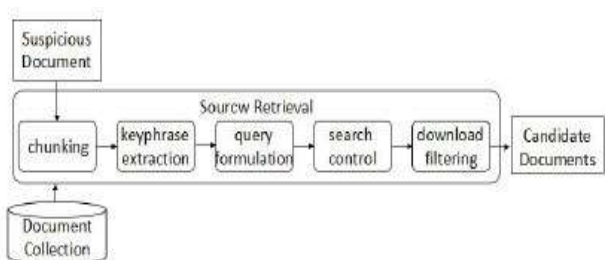 Suspicious
Document
Sourcw Retrieval
chunking
keyphrase
extraction
query
formulation
search
control
download
filtering
Candidate
Documents
Document
Collection